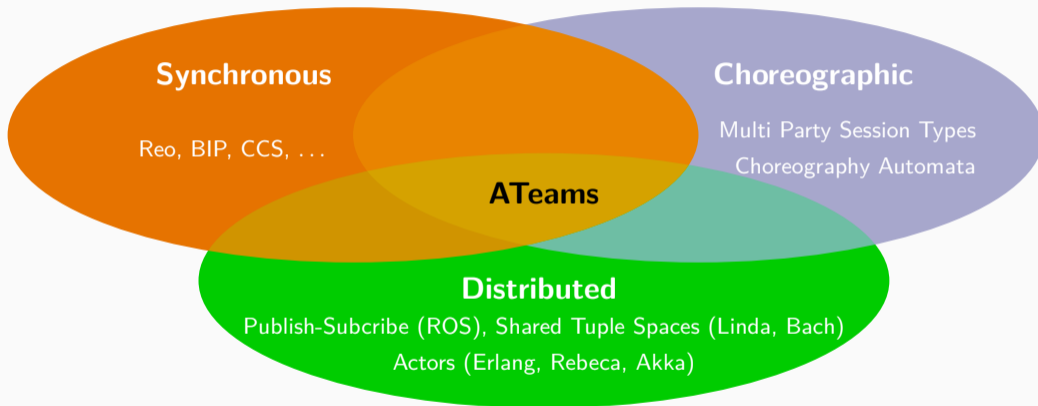 Synchronous
Reo, BIP, CCS, ...
Choreographic
Multi Party Session Types
Choreography Automata
ATeams
Distributed
Publish-Subcribe (ROS), Shared Tuple Spaces (Linda, Bach)
Actors (Erlang, Rebeca, Akka)